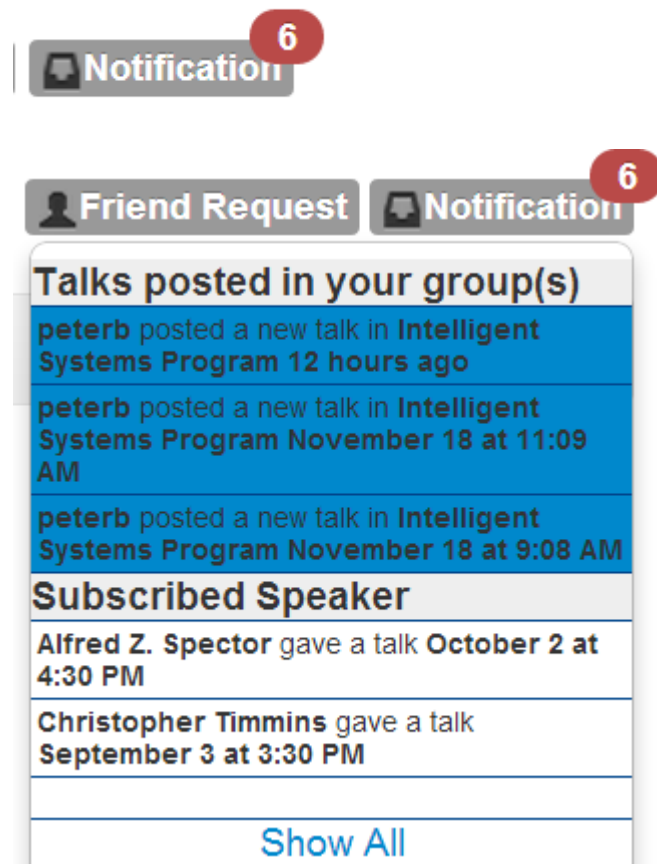 6
Notification
6
Friend Request Notification
Talks posted in your group(s)
peterb posted a new talk in Intelligent
Systems Program 12 hours ago
peterb posted a new talk in Intelligent
Systems Program November 18 at 11:09
AM
peterb posted a new talk in Intelligent
Systems Program November 18 at 9:08 AM
Subscribed Speaker
Alfred Z. Spector gave a talk October 2 at
4:30 PM
Christopher Timmins gave a talk
September 3 at 3:30 PM
Show All